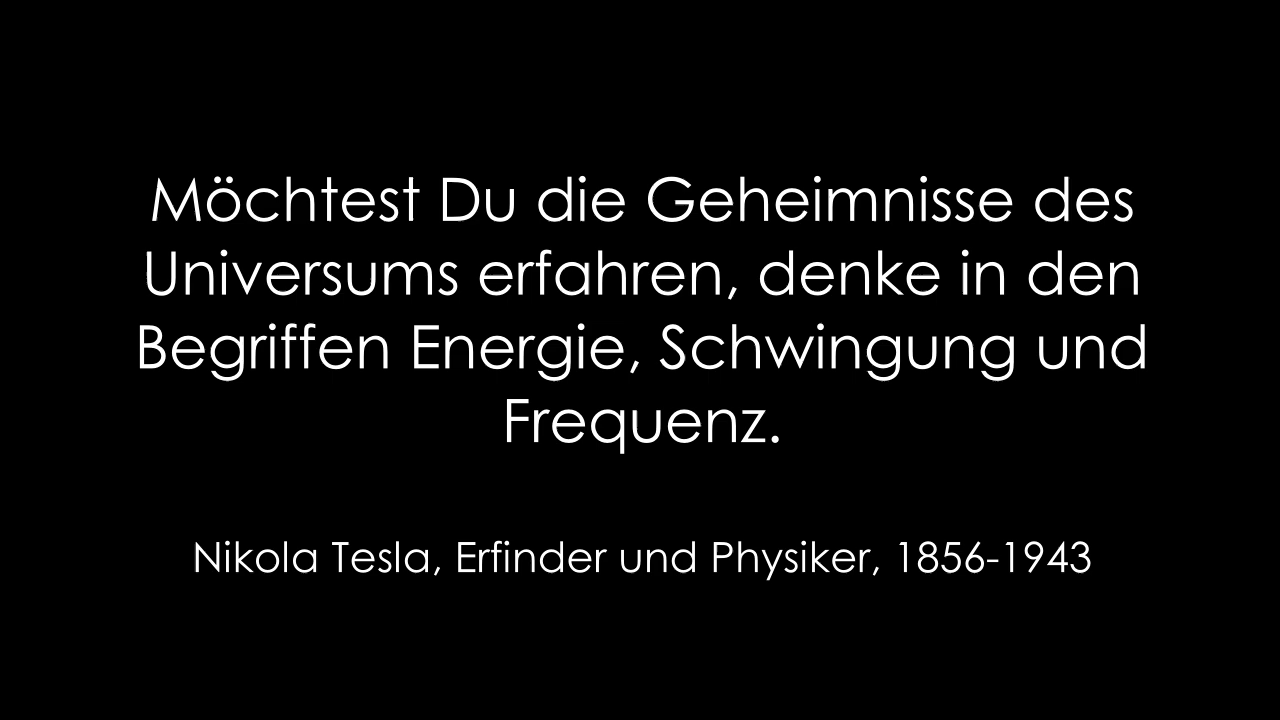 Möchtest Du die Geheimnisse des
Universums erfahren, denke in den
Begriffen Energie, Schwingung und
Frequenz.
Nikola Tesla, Erfinder und Physiker, 1856-1943